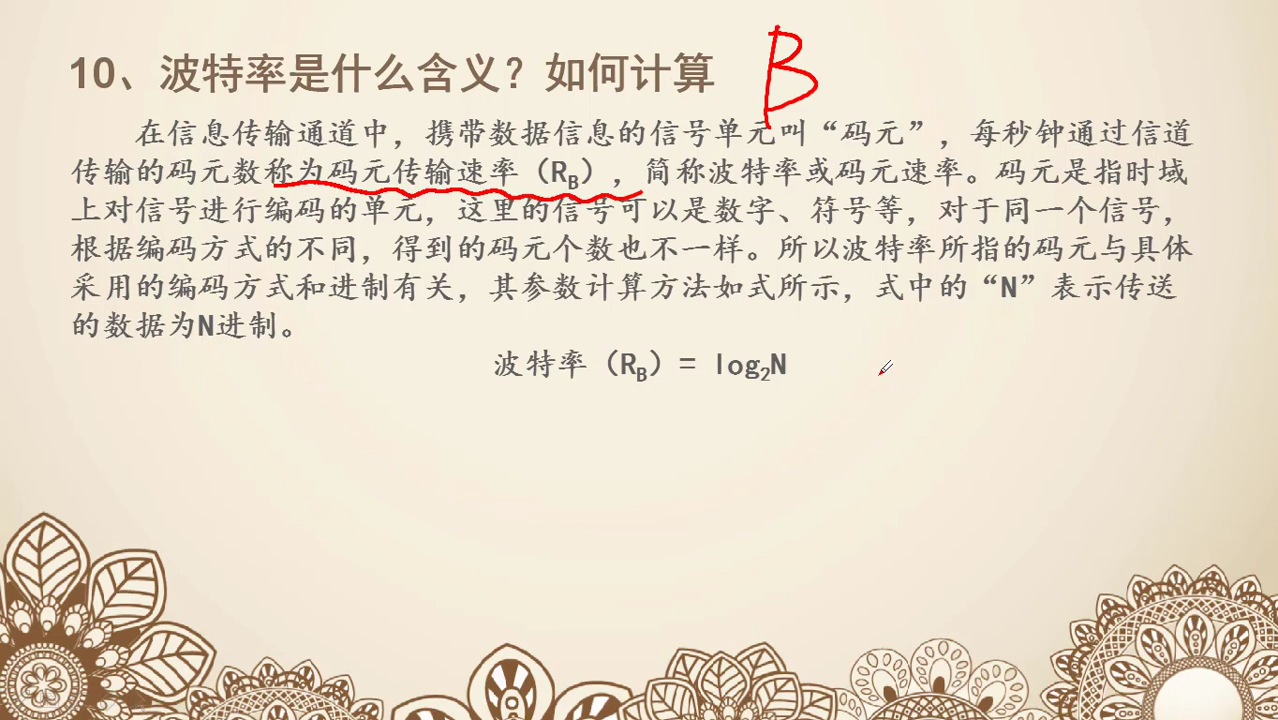 10、波特率是什么含义？如何计算 B
在信息传输通道中，携带数据信息的信号单元叫“码元”，每秒钟通过信道
传输的码元数称为码元传输速率（RB），简称波特率或码元速率。码元是指时域
上对信号进行编码的单元，这里的信号可以是数字、符号等，对于同一个信号，
根据编码方式的不同，得到的码元个数也不一样。所以波特率所指的码元与具体
采用的编码方式和进制有关，其参数计算方法如式所示，式中的“N”表示传送
的数据为N进制。
波特率（RB）= log2N